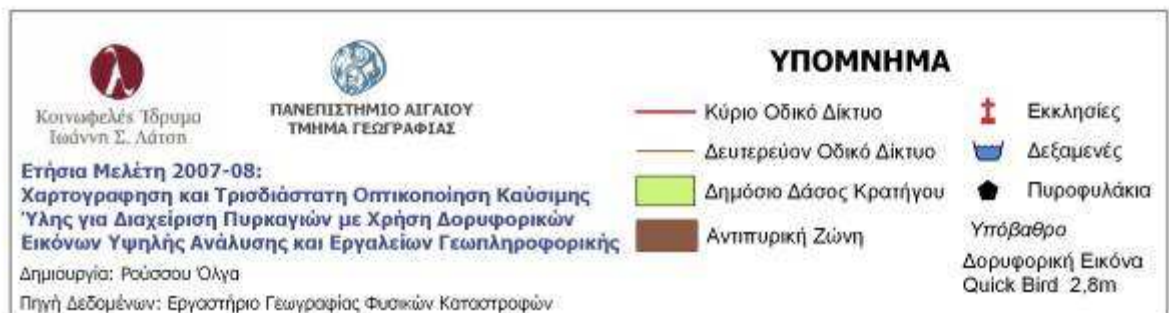 Κοινωφελές Ίδρυμα
Ιωάννη Σ. Λάτση
ΠΑΝΕΠΙΣΤΗΜΙΟ ΑΙΓΑΙΟΥ
ΤΜΗΜΑ ΓΕΩΓΡΑΦΙΑΣ
Ετήσια Μελέτη 2007-08:
Χαρτογραφηση και Τρισδιάστατη Οπτικοποίηση Καύσιμης
Ύλης για Διαχείριση Πυρκαγιών με Χρήση Δορυφορικών
Εικόνων Υψηλής Ανάλυσης και Εργαλείων Γεωπληροφορικής
Δημιουργία: Ρούσσου Όλγα
Πηγή Δεδομένων: Εργαστήριο Γεωγραφίας Φυσικών Καταστροφών
ΥΠΟΜΝΗΜΑ
Κύριο Οδικό Δίκτυο
Δευτερεύον Οδικό Δίκτυο
Δημόσιο Δάσος Κρατήγου
Αντιπυρική Ζώνη
Εκκλησίες
Δεξαμενές
Πυροφυλάκια
Υπόβαθρο
Δορυφορική Εικόνα
Quick Bird 2,8m